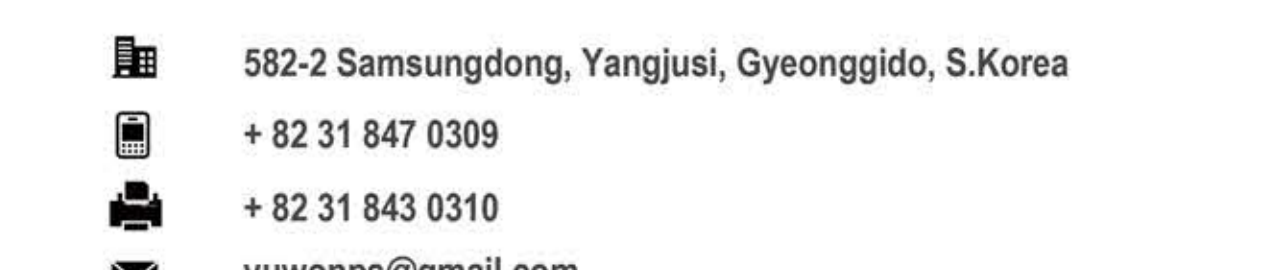 582-2 Samsungdong, Yangjusi, Gyeonggido, S.Korea
+ 82 31 847 0309
+ 82 31 843 0310